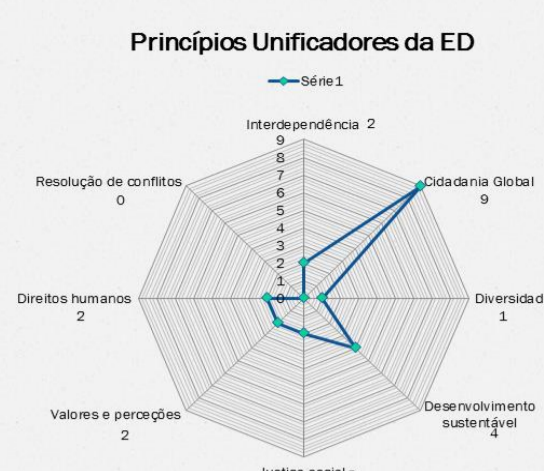 Princípios Unificadores da ED
Série1
Interdependência 2
9
8
7
6
5
4
3
2
1
0
Resolução de conflitos
0
Cidadania Global
9
Direitos humanos
2
Diversidad
1
Valores e perceções
2
Desenvolvimento
sustentável
4